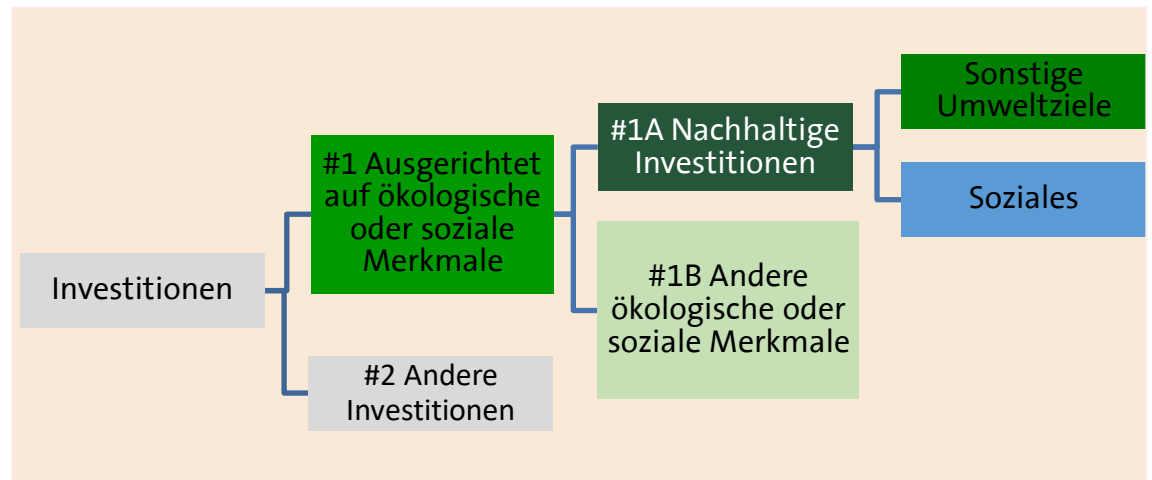 Investitionen
#1 Ausgerichtet
auf ökologische
oder soziale
Merkmale
#2 Andere
Investitionen
#1A Nachhaltige
Investitionen
#1B Andere
ökologische oder
soziale Merkmale
Sonstige
Umweltziele
Soziales